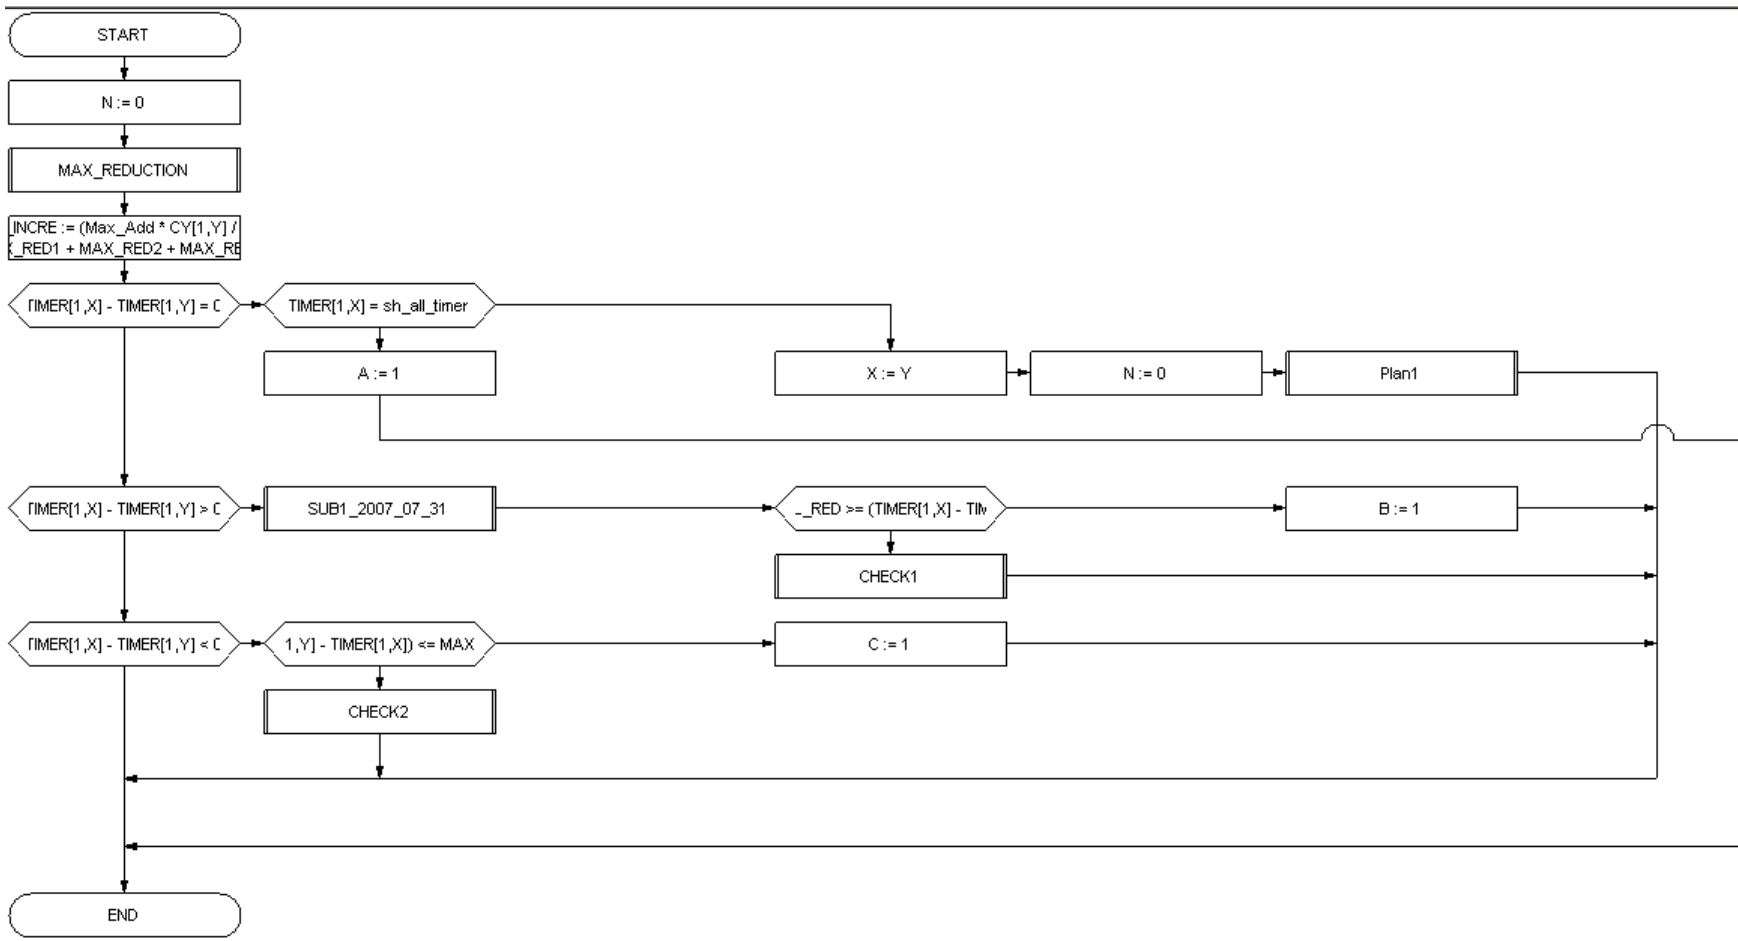 START
N := 0
MAX_REDUCTION
_INCRE := (Max_Add * CY[1,Y] /
_RED1 + MAX_RED2 + MAX_RE
TIMER[1,X] - TIMER[1,Y] = 0
TIMER[1,X] = sh_all_timer
A := 1
X := Y
N := 0
Plan1
TIMER[1,X] - TIMER[1,Y] > 0
SUB1_2007_07_31
_RED >= (TIMER[1,X] - TIM
B := 1
CHECK1
TIMER[1,X] - TIMER[1,Y] < 0
1,Y] - TIMER[1,X]) <= MAX
C := 1
CHECK2
END